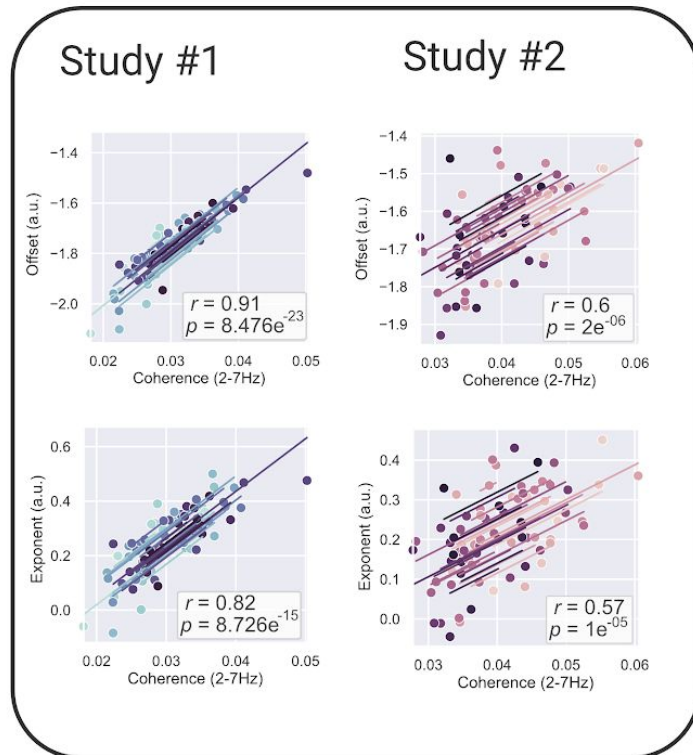 Study #1
Study #2
−1.4
−1.6
−1.8
−2.0
Offset (a.u.)
r = 0.91
p = 8.476e^-23
0.02 0.03 0.04 0.05
Coherence (2-7Hz)
−1.4
−1.5
−1.6
−1.7
−1.8
−1.9
Offset (a.u.)
r = 0.6
p = 2e^-06
0.03 0.04 0.05 0.06
Coherence (2-7Hz)
0.6
0.4
0.2
0.0
Exponent (a.u.)
r = 0.82
p = 8.726e^-15
0.02 0.03 0.04 0.05
Coherence (2-7Hz)
0.4
0.3
0.2
0.1
0.0
Exponent (a.u.)
r = 0.57
p = 1e^-05
0.03 0.04 0.05 0.06
Coherence (2-7Hz)